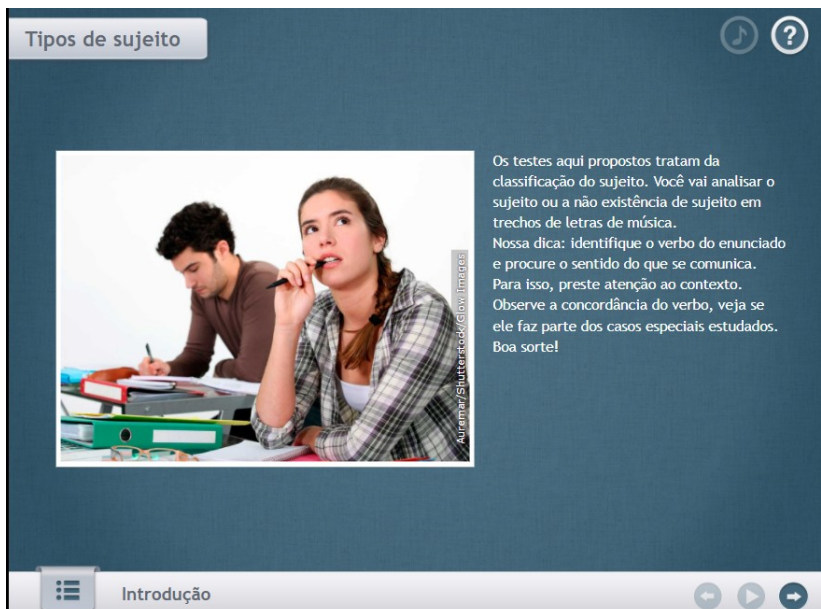 Tipos de sujeito
?
Os testes aqui propostos tratam da
classificação do sujeito. Você vai analisar o
sujeito ou a não existência de sujeito em
trechos de letras de música.
Nossa dica: identifique o verbo do enunciado
e procure o sentido do que se comunica.
Para isso, preste atenção ao contexto.
Observe a concordância do verbo, veja se
ele faz parte dos casos especiais estudados.
Boa sorte!
Auremar/Shutterstock/Glow Images
Introdução